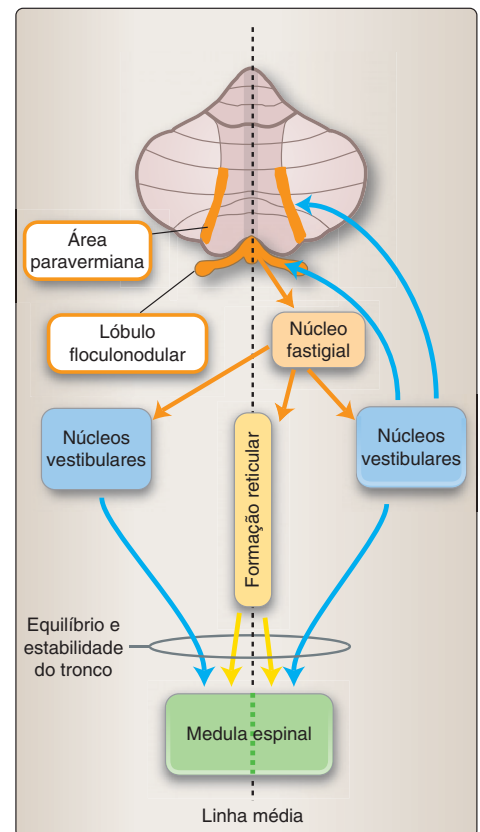 Área
paravermiana
Lóbulo
floculonodular
Núcleo
fastigial
Núcleos
vestibulares
Formação reticular
Núcleos
vestibulares
Equilíbrio e
estabilidade
do tronco
Medula espinal
Linha média